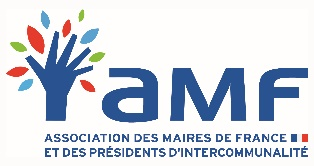 aMF
ASSOCIATION DES MAIRES DE FRANCE
ET DES PRÉSIDENTS D'INTERCOMMUNALITÉ